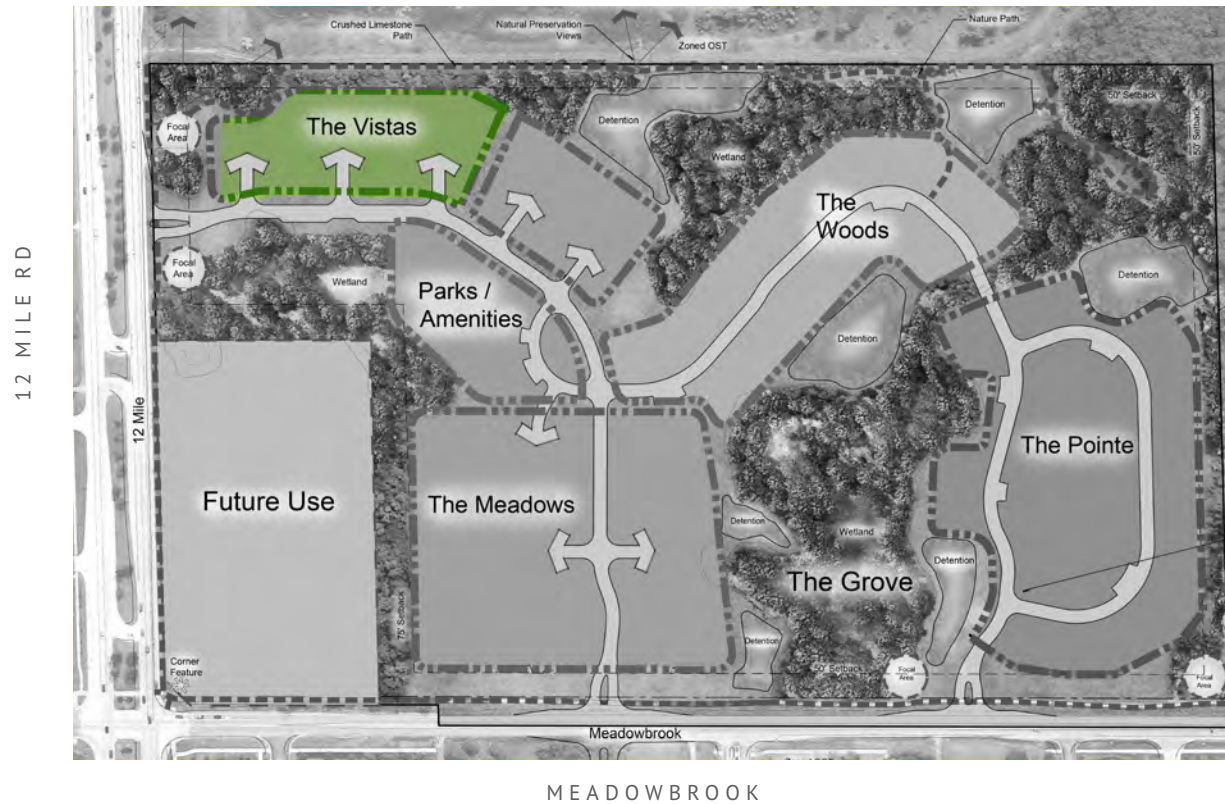 Crushed Limestone
Path
Natural Preservation
Views
Zoned OST
Nature Path
Focal
Area
The Vistas
Detention
Wetland
Detention
50' Setback
50' Setback
The
Woods
Focal
Area
Wetland
Parks /
Amenities
Detention
Detention
12 MILE RD
12 Mile
Future Use
The Meadows
The Pointe
Detention
Wetland
Detention
The Grove
75' Setback
Detention
50' Setback
Corner
Feature
Focal
Area
Focal
Area
Meadowbrook
MEADOWBROOK